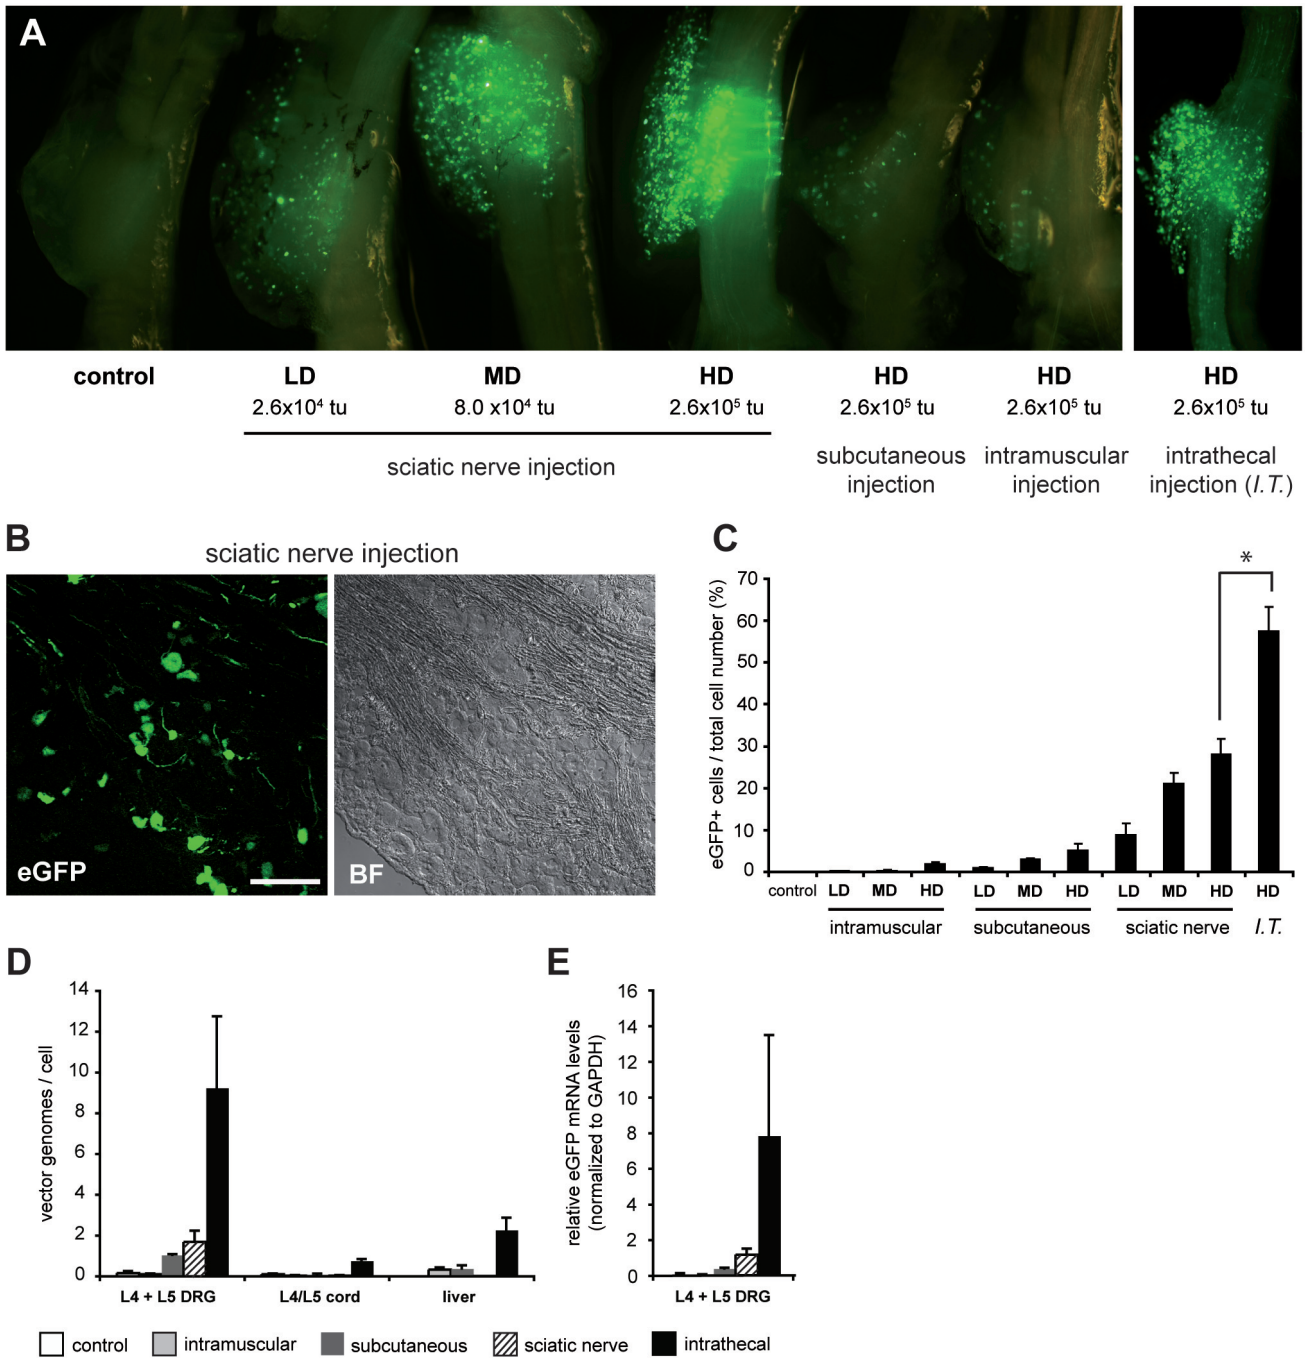 A
control
LD
MD
HD
HD
HD
HD
2.6x10⁴ tu
8.0 x10⁴ tu
2.6x10⁵ tu
2.6x10⁵ tu
2.6x10⁵ tu
2.6x10⁵ tu
sciatic nerve injection
subcutaneous
injection
intramuscular
injection
intrathecal
injection (I.T.)
B
sciatic nerve injection
eGFP
BF
C
eGFP+ cells / total cell number (%)
70
60
50
40
30
20
10
0
*
control
LD
MD
HD
LD
MD
HD
LD
MD
HD
HD
intramuscular
subcutaneous
sciatic nerve
I.T.
D
vector genomes / cell
14
12
10
8
6
4
2
0
L4 + L5 DRG
L4/L5 cord
liver
E
relative eGFP mRNA levels
(normalized to GAPDH)
16
14
12
10
8
6
4
2
0
L4 + L5 DRG
control
intramuscular
subcutaneous
sciatic nerve
intrathecal